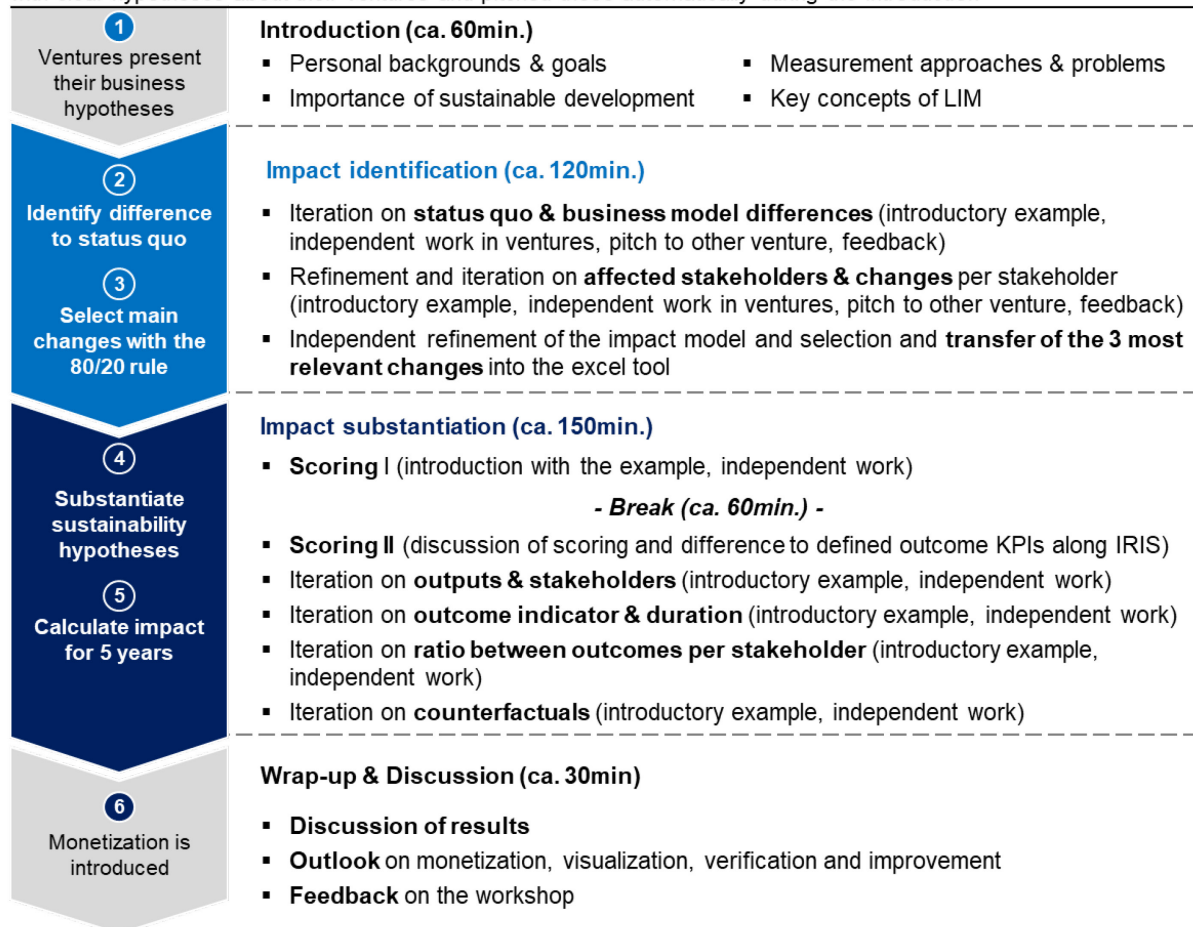 1
Ventures present
their business
hypotheses
Introduction (ca. 60min.)
▪ Personal backgrounds & goals
▪ Importance of sustainable development
▪ Measurement approaches & problems
▪ Key concepts of LIM
2
Identify difference
to status quo
3
Select main
changes with the
80/20 rule
Impact identification (ca. 120min.)
▪ Iteration on status quo & business model differences (introductory example,
independent work in ventures, pitch to other venture, feedback)
▪ Refinement and iteration on affected stakeholders & changes per stakeholder
(introductory example, independent work in ventures, pitch to other venture, feedback)
▪ Independent refinement of the impact model and selection and transfer of the 3 most
relevant changes into the excel tool
4
Substantiate
sustainability
hypotheses
5
Calculate impact
for 5 years
Impact substantiation (ca. 150min.)
▪ Scoring I (introduction with the example, independent work)
- Break (ca. 60min.) -
▪ Scoring II (discussion of scoring and difference to defined outcome KPIs along IRIS)
▪ Iteration on outputs & stakeholders (introductory example, independent work)
▪ Iteration on outcome indicator & duration (introductory example, independent work)
▪ Iteration on ratio between outcomes per stakeholder (introductory example,
independent work)
▪ Iteration on counterfactuals (introductory example, independent work)
6
Monetization is
introduced
Wrap-up & Discussion (ca. 30min)
▪ Discussion of results
▪ Outlook on monetization, visualization, verification and improvement
▪ Feedback on the workshop